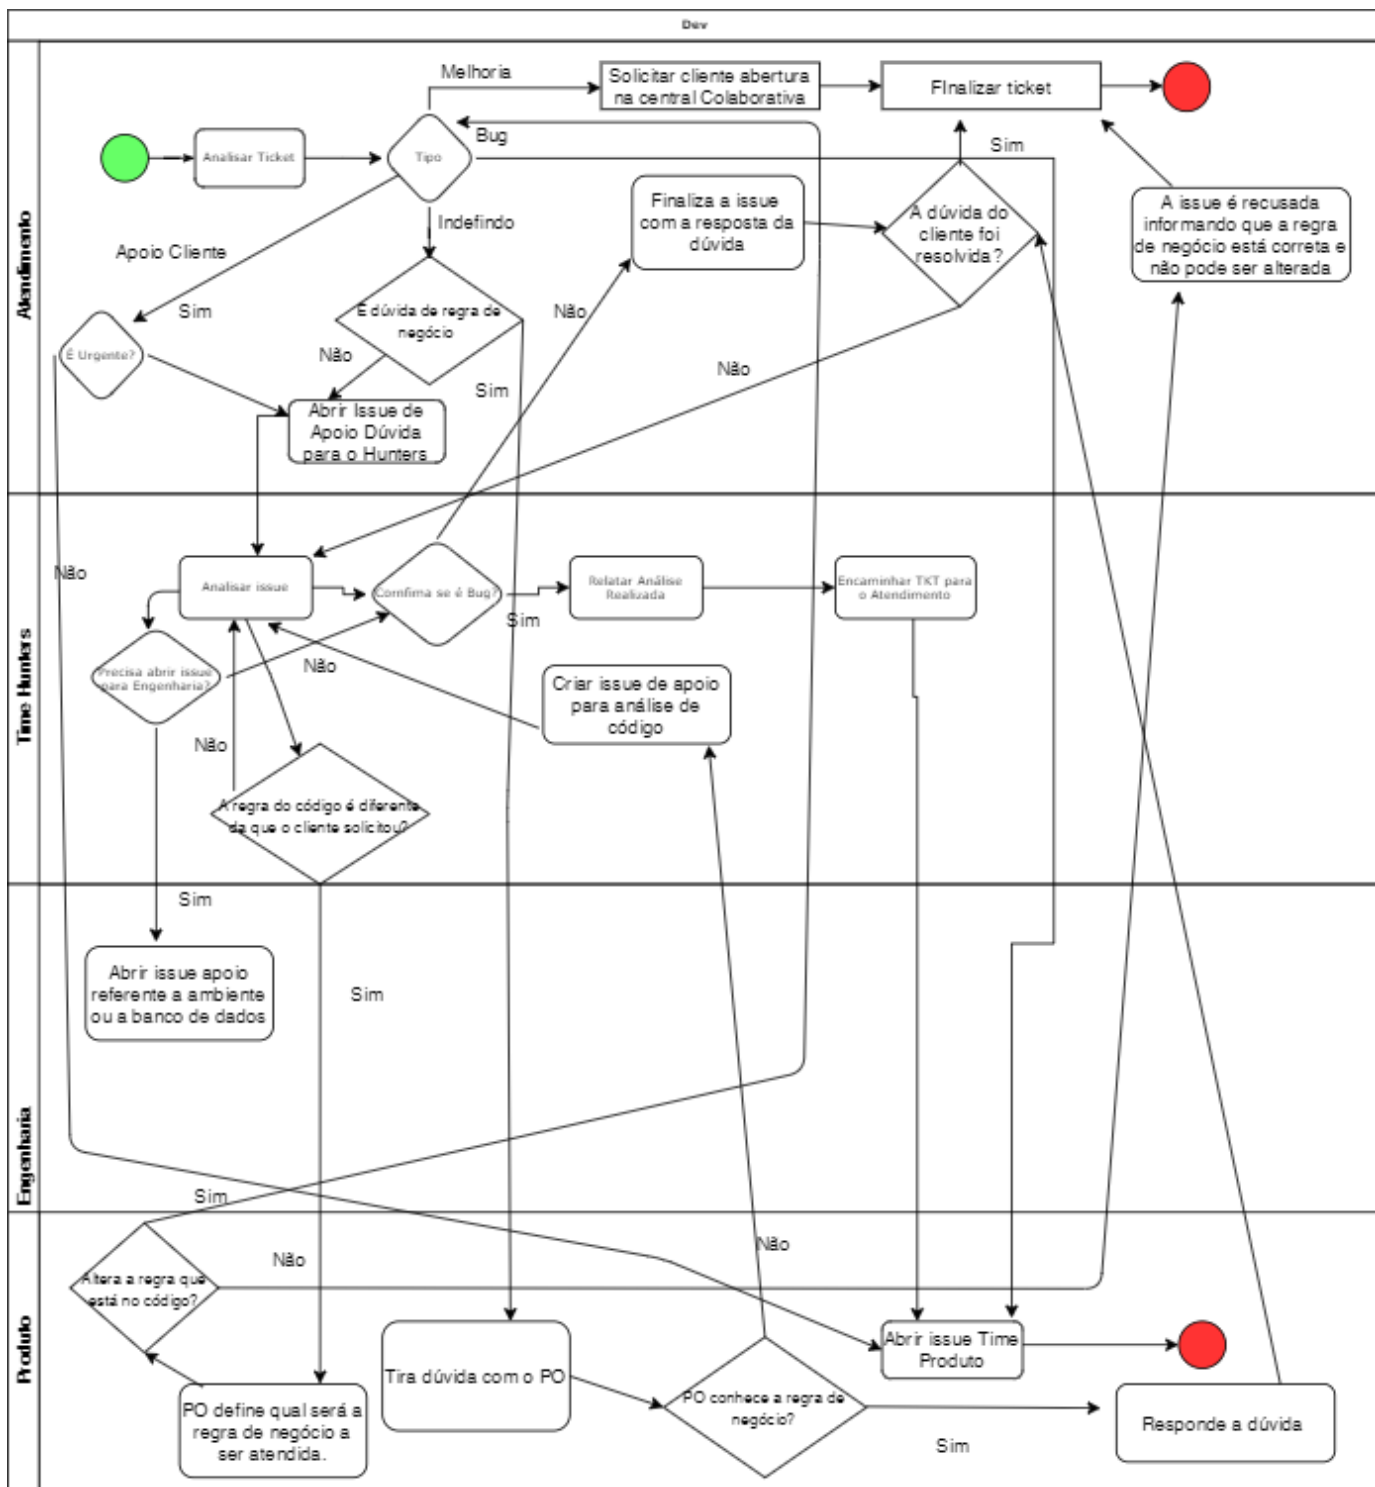 Dev
Atendimento
Melhoria
Solicitar cliente abertura
na central Colaborativa
FInalizar ticket
Analisar Ticket
Tipo
Bug
Sim
Indefindo
Apoio Cliente
Sim
Finaliza a issue
com a resposta da
dúvida
A dúvida do
cliente foi
resolvida?
A issue é recusada
informando que a regra
de negócio está correta e
não pode ser alterada
É Urgente?
É dúvida de regra de
negócio
Não
Não
Não
Sim
Abrir Issue de
Apoio Dúvida
para o Hunters
Time Hunters
Não
Analisar issue
Comfirma se é Bug?
Sim
Relatar Análise
Realizada
Encaminhar TKT para
o Atendimento
Precisa abrir issue
para Engenharia?
Não
Criar issue de apoio
para análise de
código
Não
A regra do código é diferente
da que o cliente solicitou?
Engenharia
Sim
Abrir issue apoio
referente a ambiente
ou a banco de dados
Sim
Sim
Produto
Não
Não
Altera a regra que
está no código?
Abrir issue Time
Produto
Tira dúvida com o PO
PO conhece a regra de
negócio?
Sim
Responde a dúvida
PO define qual será a
regra de negócio a
ser atendida.